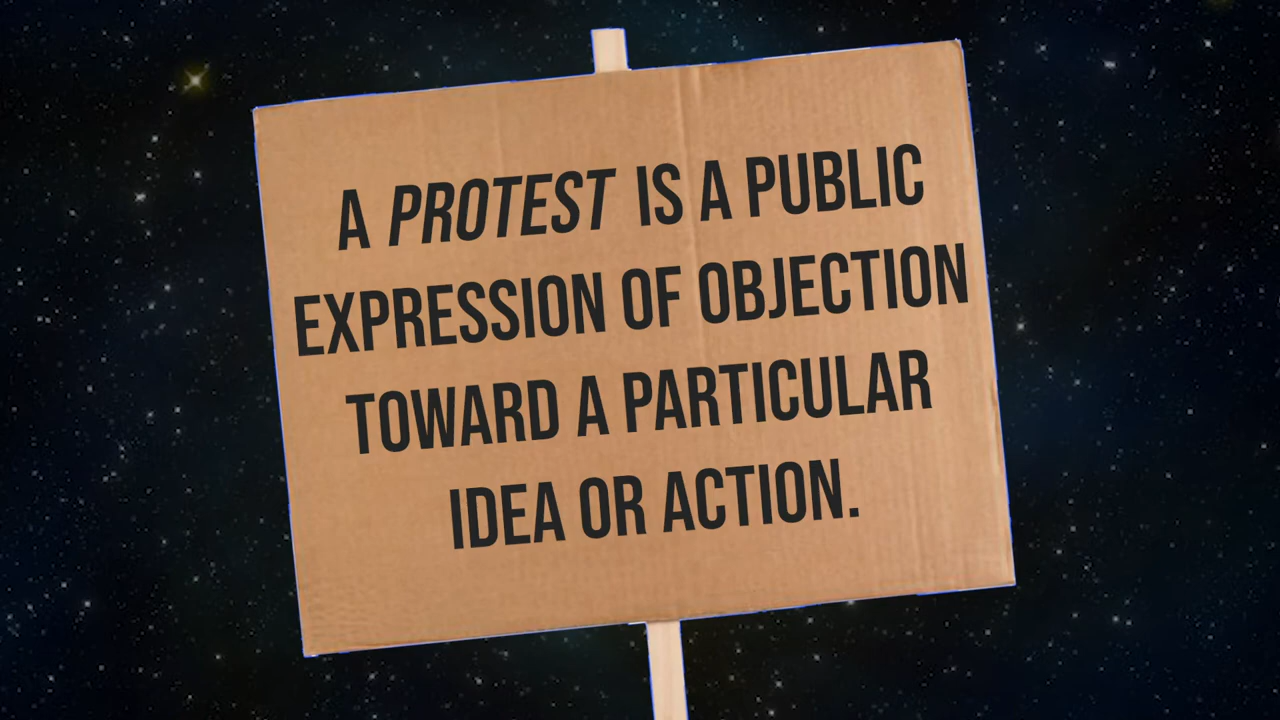 A PROTEST IS A PUBLIC
EXPRESSION OF OBJECTION
TOWARD A PARTICULAR
IDEA OR ACTION.